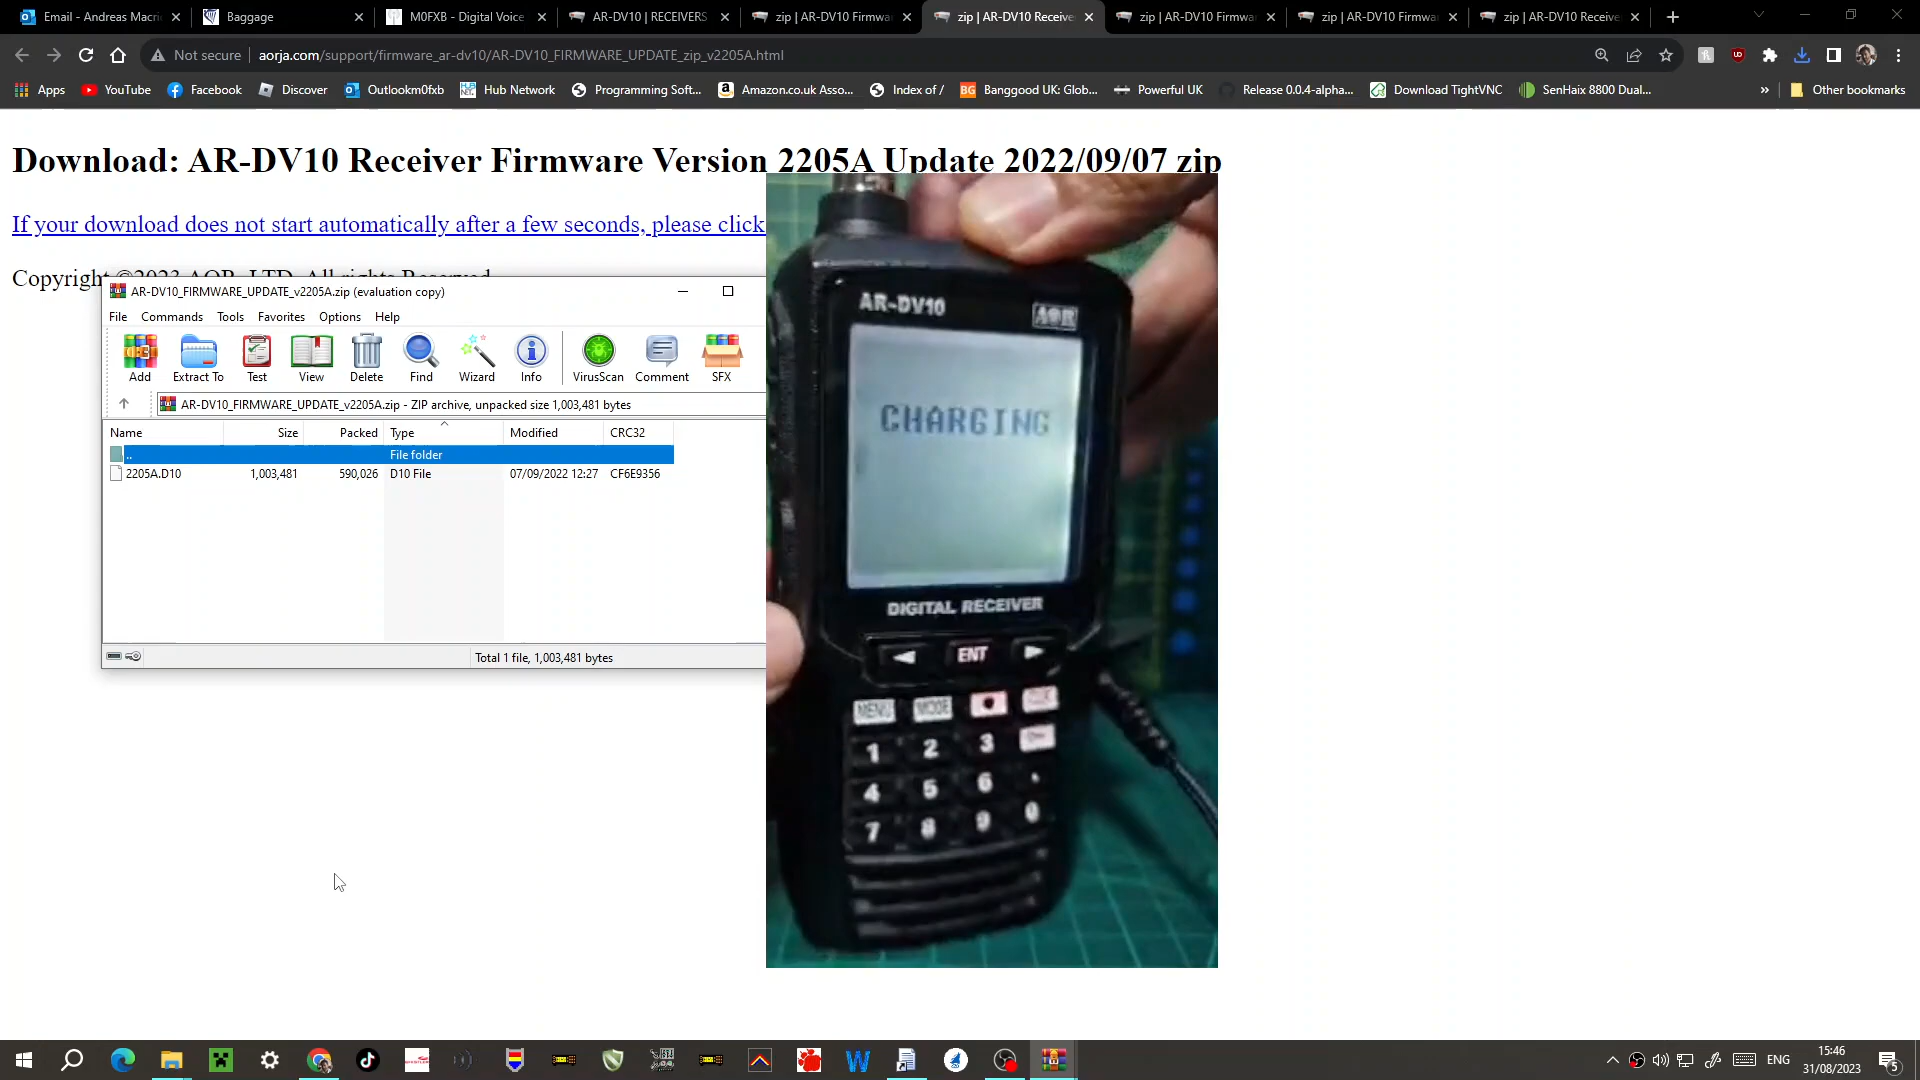 Email - Andreas Macri
Baggage
M0FXB - Digital Voice
AR-DV10 | RECEIVERS
zip | AR-DV10 Firmwa
zip | AR-DV10 Receive
zip | AR-DV10 Firmwa
zip | AR-DV10 Firmwa
zip | AR-DV10 Receive
Not secure
aorja.com/support/firmware_ar-dv10/AR-DV10_FIRMWARE_UPDATE_zip_v2205A.html
Apps
YouTube
Facebook
Discover
Outlookm0fxb
Hub Network
Programming Soft...
Amazon.co.uk Asso...
Index of /
Banggood UK: Glob...
Powerful UK
Release 0.0.4-alpha...
Download TightVNC
SenHaix 8800 Dual...
»
Other bookmarks
Download: AR-DV10 Receiver Firmware Version 2205A Update 2022/09/07 zip
If your download does not start automatically after a few seconds, please click
Copyright ©2023 AOR, LTD. All rights Reserved
AR-DV10_FIRMWARE_UPDATE_v2205A.zip (evaluation copy)
File Commands Tools Favorites Options Help
Add Extract To Test View Delete Find Wizard Info VirusScan Comment SFX
AR-DV10_FIRMWARE_UPDATE_v2205A.zip - ZIP archive, unpacked size 1,003,481 bytes
Name Size Packed Type Modified CRC32
.. File folder
2205A.D10 1,003,481 590,026 D10 File 07/09/2022 12:27 CF6E9356
Total 1 file, 1,003,481 bytes
AR-DV10
AOR
CHARGING
DIGITAL RECEIVER
ENT
MENU MODE
1 2 3
4 5 6 .
7 8 9 0
ENG
15:46
31/08/2023
5